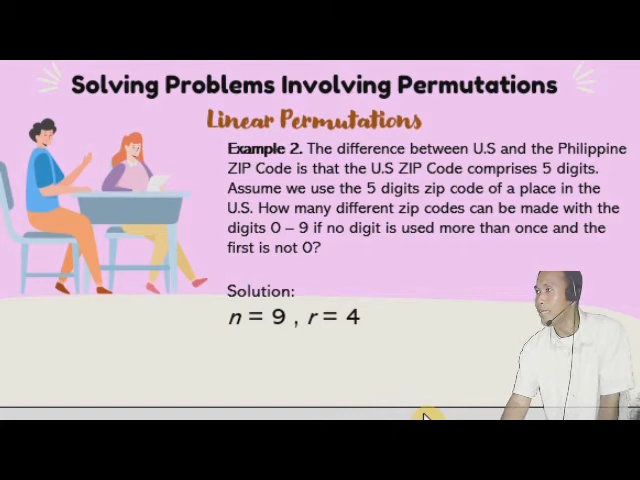 Solving Problems Involving Permutations
Linear Permutations
Example 2. The difference between U.S and the Philippine
ZIP Code is that the U.S ZIP Code comprises 5 digits.
Assume we use the 5 digits zip code of a place in the
U.S. How many different zip codes can be made with the
digits 0 – 9 if no digit is used more than once and the
first is not 0?
Solution:
n = 9 , r = 4